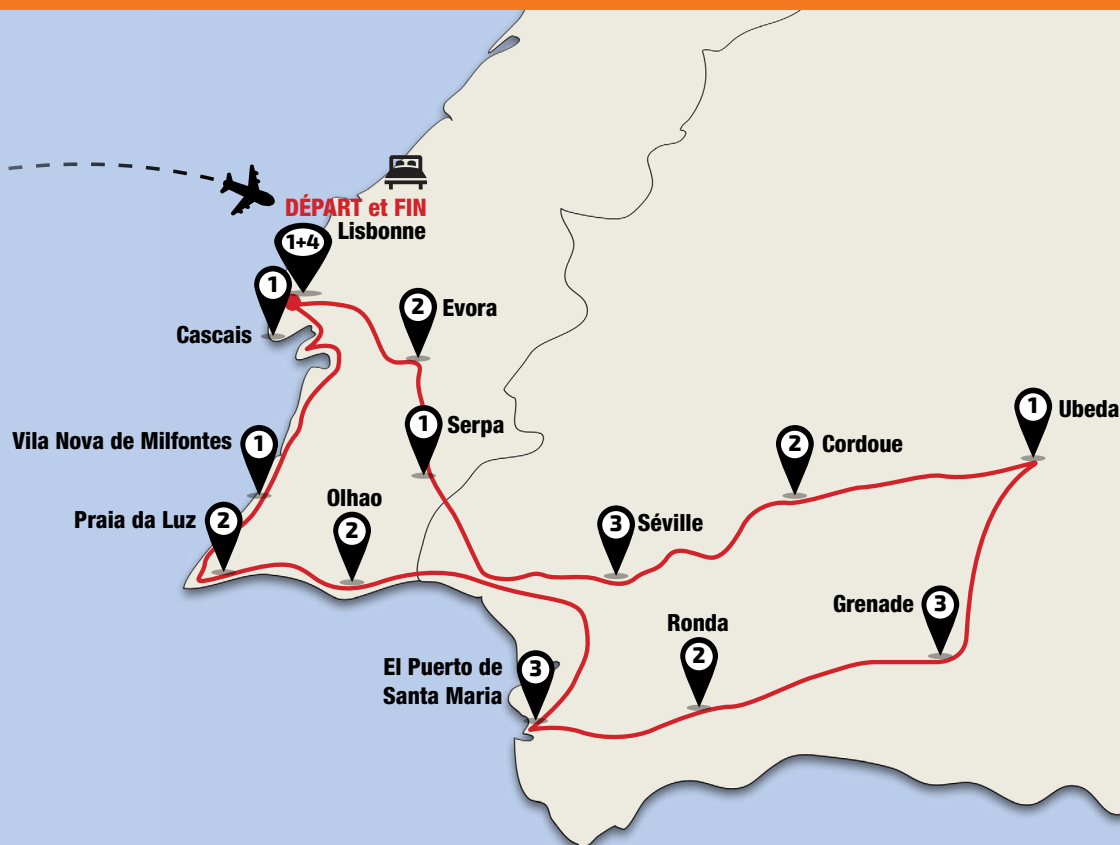 DÉPART et FIN
Lisbonne
1+4
1
Cascais
2
Evora
1
Serpa
1
Ubeda
2
Cordoue
Vila Nova de Milfontes
1
Olhao
2
Praia da Luz
2
3
Séville
Grenade
3
Ronda
2
El Puerto de
Santa Maria
3